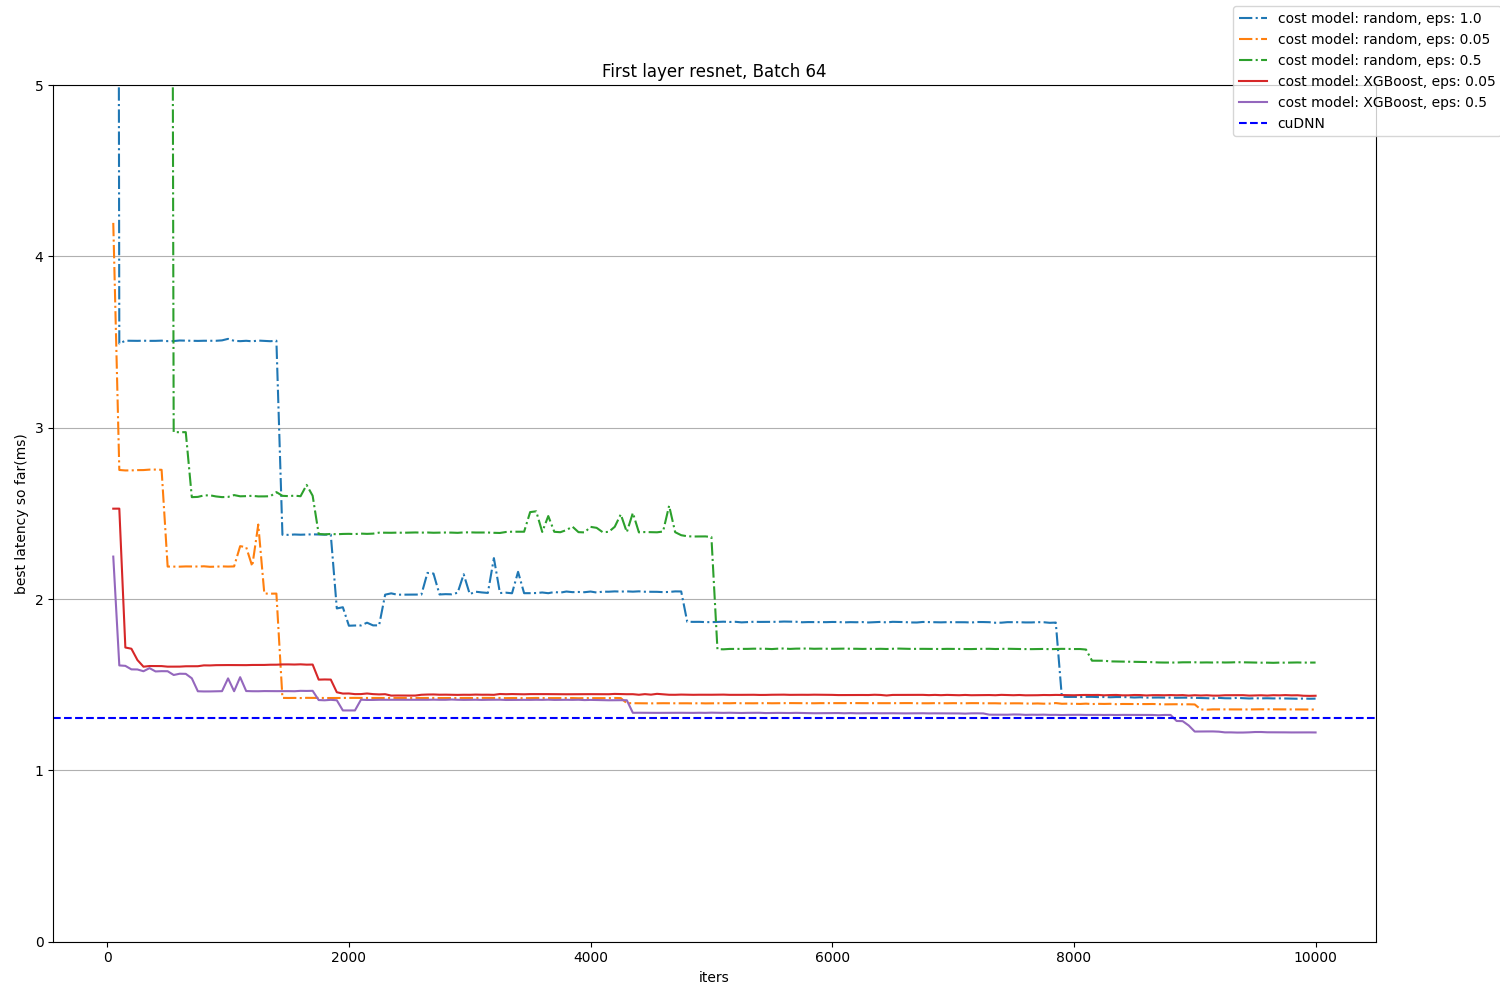 cost model: random, eps: 1.0
cost model: random, eps: 0.05
cost model: random, eps: 0.5
cost model: XGBoost, eps: 0.05
cost model: XGBoost, eps: 0.5
cuDNN
First layer resnet, Batch 64
5
4
3
2
1
0
best latency so far(ms)
0 2000 4000 6000 8000 10000
iters